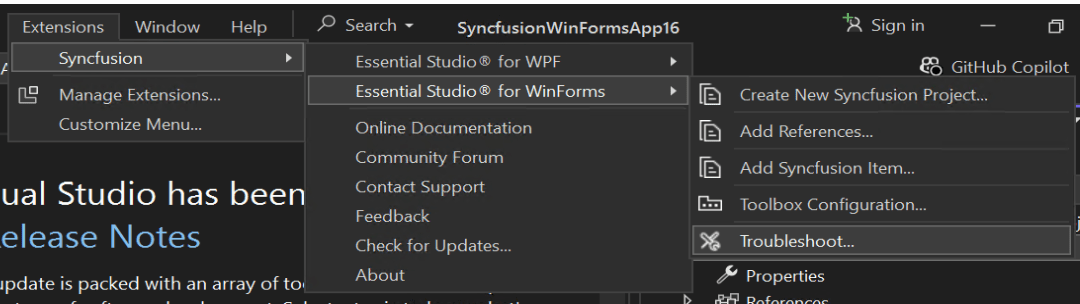 Extensions Window Help Search SyncfusionWinFormsApp16 Sign in
Syncfusion
Essential Studio® for WPF
GitHub Copilot
Manage Extensions...
Essential Studio® for WinForms
Create New Syncfusion Project...
Customize Menu...
Online Documentation
Add References...
Community Forum
Add Syncfusion Item...
Contact Support
Toolbox Configuration...
Feedback
Troubleshoot...
Check for Updates...
About
Properties
References
ual Studio has been
elease Notes
update is packed with an array of